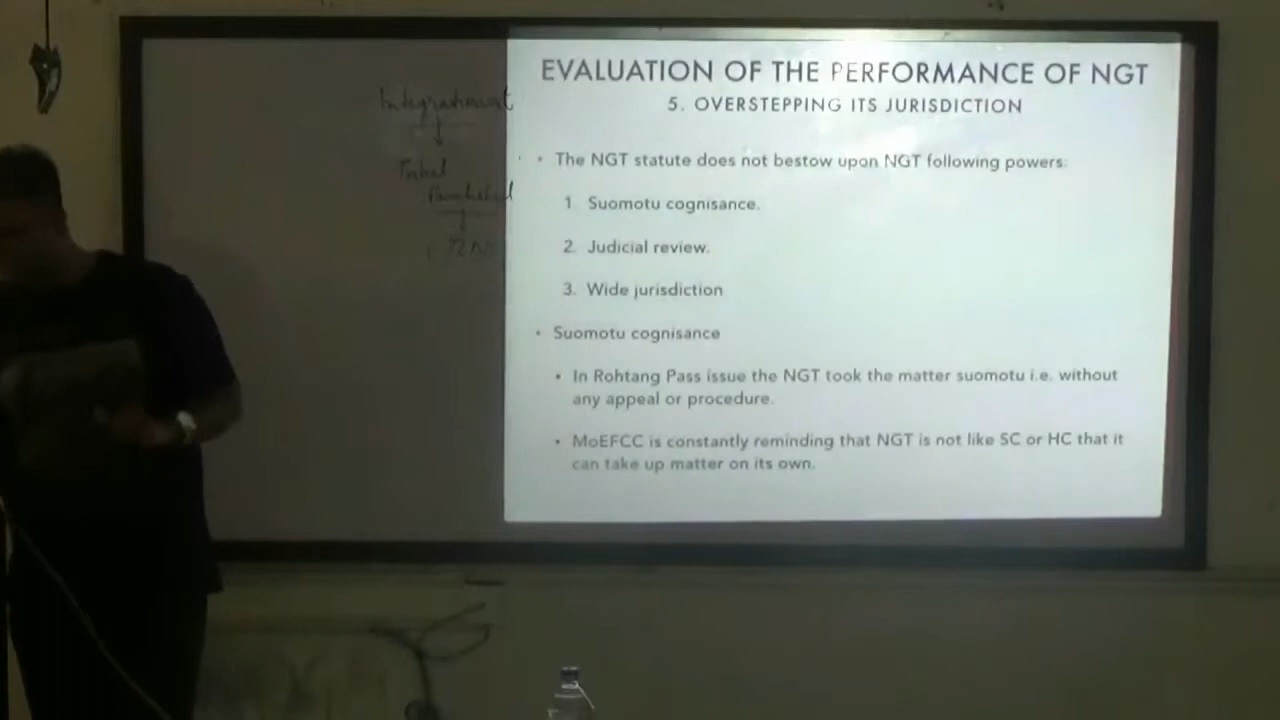 Integrationist
Tribal
Panchsheel
EVALUATION OF THE PERFORMANCE OF NGT
5. OVERSTEPPING ITS JURISDICTION
• The NGT statute does not bestow upon NGT following powers:
1. Suomotu cognisance.
2. Judicial review.
3. Wide jurisdiction
• Suomotu cognisance
• In Rohtang Pass issue the NGT took the matter suomotu i.e. without
any appeal or procedure.
• MoEFCC is constantly reminding that NGT is not like SC or HC that it
can take up matter on its own.